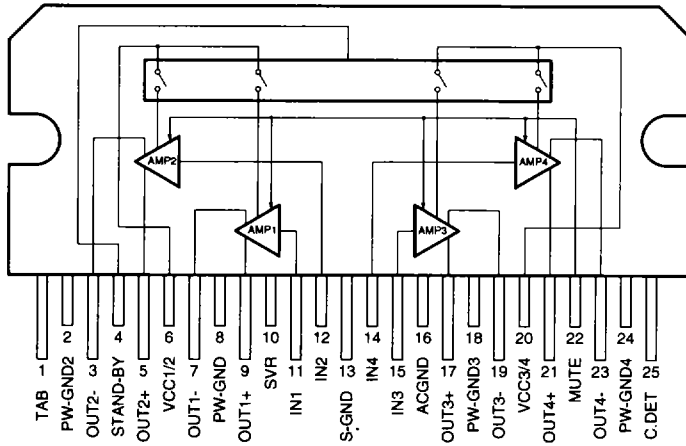 AMP2
AMP4
AMP1
AMP3
1 TAB
2 PW-GND2
3 OUT2-
4 STAND-BY
5 OUT2+
6 VCC1/2
7 OUT1-
8 PW-GND
9 OUT1+
10 SVR
11 IN1
12 IN2
13 S-GND
14 IN4
15 IN3
16 ACGND
17 OUT3+
18 PW-GND3
19 OUT3-
20 VCC3/4
21 OUT4+
22 MUTE
23 OUT4-
24 PW-GND4
25 C.DET